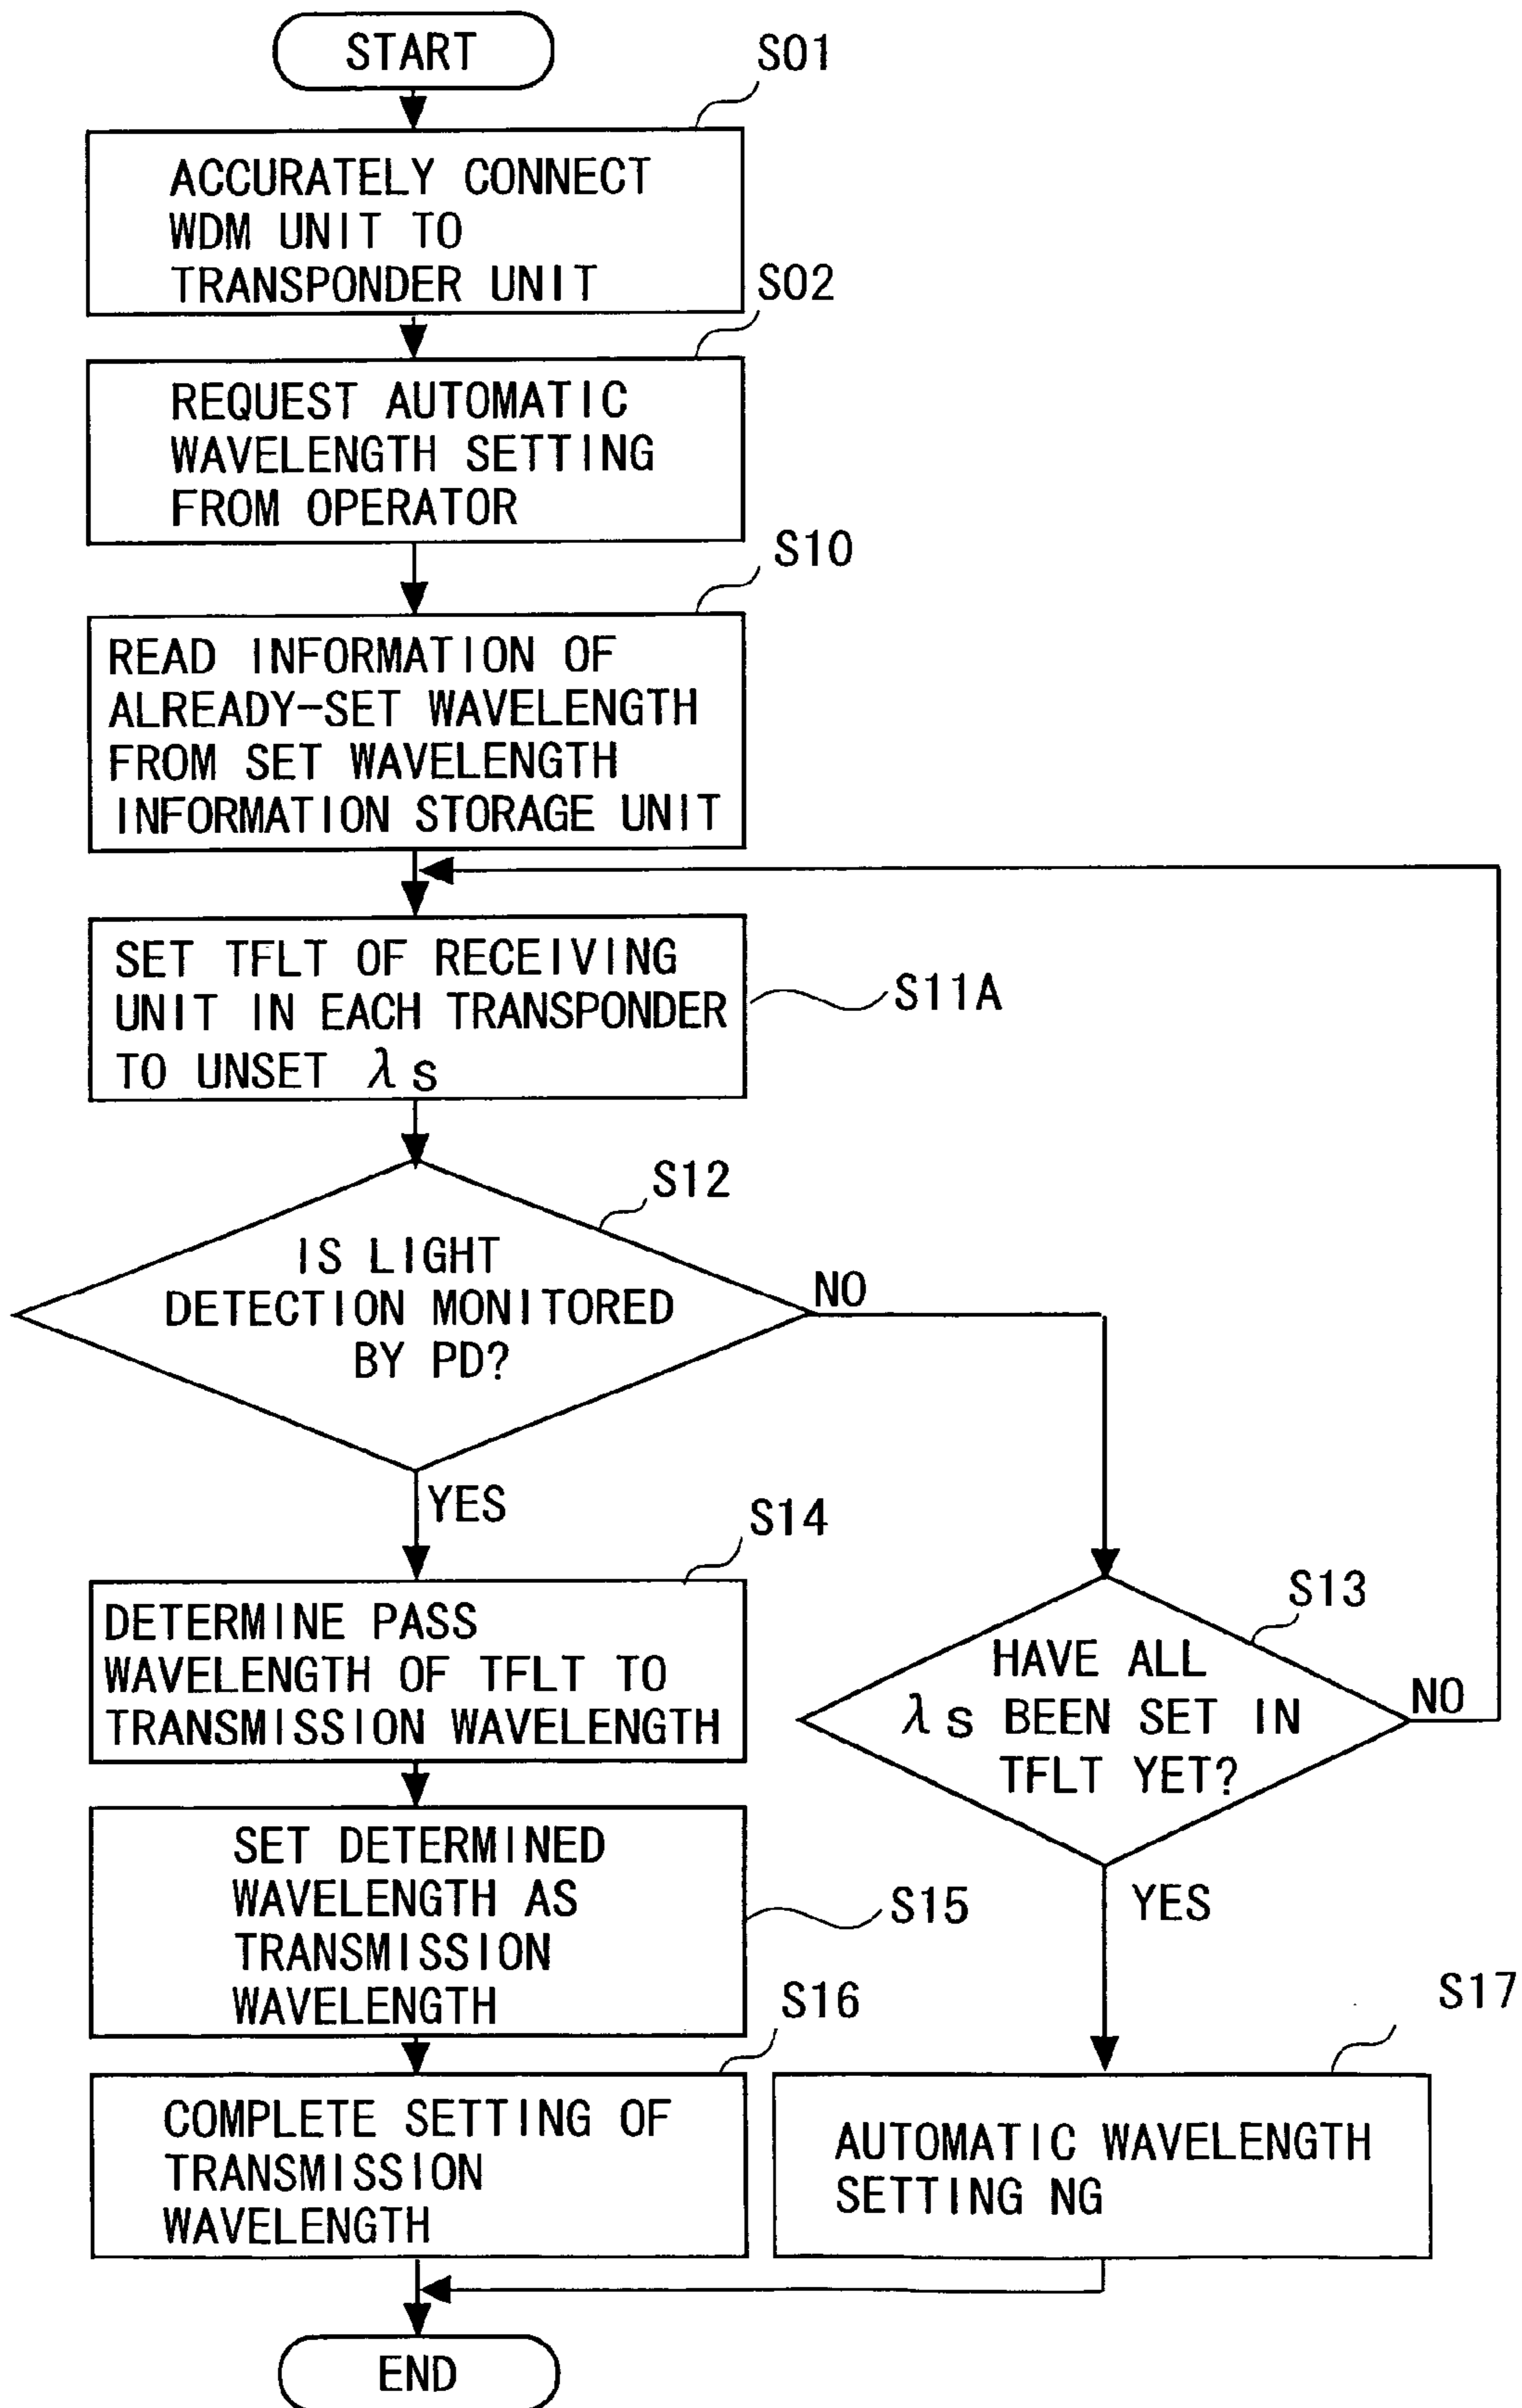 START
S01
ACCURATELY CONNECT
WDM UNIT TO
TRANSPONDER UNIT
S02
REQUEST AUTOMATIC
WAVELENGTH SETTING
FROM OPERATOR
S10
READ INFORMATION OF
ALREADY-SET WAVELENGTH
FROM SET WAVELENGTH
INFORMATION STORAGE UNIT
SET TFLT OF RECEIVING
UNIT IN EACH TRANSPONDER
TO UNSET λs
S11A
S12
IS LIGHT
DETECTION MONITORED
BY PD?
NO
YES
S14
DETERMINE PASS
WAVELENGTH OF TFLT TO
TRANSMISSION WAVELENGTH
S13
HAVE ALL
λs BEEN SET IN
TFLT YET?
NO
YES
SET DETERMINED
WAVELENGTH AS
TRANSMISSION
WAVELENGTH
S15
S16
COMPLETE SETTING OF
TRANSMISSION
WAVELENGTH
S17
AUTOMATIC WAVELENGTH
SETTING NG
END